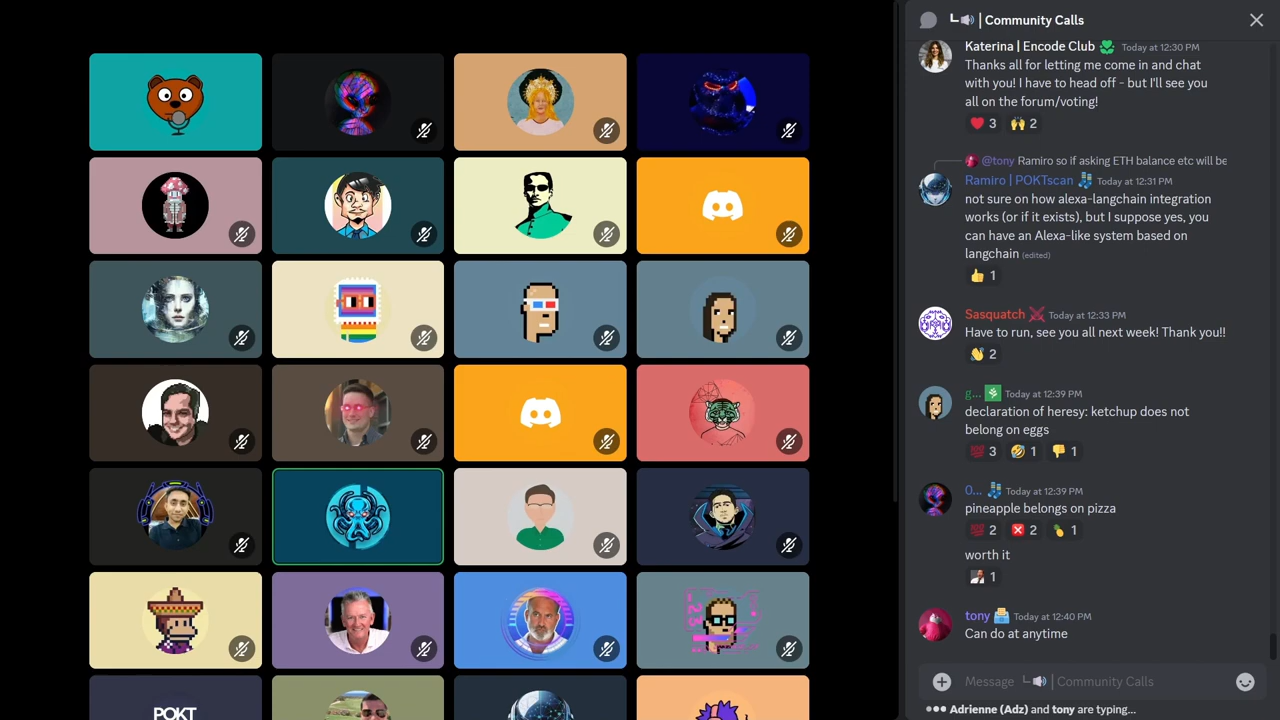 ┗🔊 | Community Calls
Katerina | Encode Club Today at 12:30 PM
Thanks all for letting me come in and chat
with you! I have to head off - but I'll see you
all on the forum/voting!
3 2
@tony Ramiro so if asking ETH balance etc will be
Ramiro | POKTscan Today at 12:31 PM
not sure on how alexa-langchain integration
works (or if it exists), but I suppose yes, you
can have an Alexa-like system based on
langchain (edited)
1
Sasquatch Today at 12:33 PM
Have to run, see you all next week! Thank you!!
2
g... Today at 12:39 PM
declaration of heresy: ketchup does not
belong on eggs
3 1 1
0... Today at 12:39 PM
pineapple belongs on pizza
2 2 1
worth it
1
tony Today at 12:40 PM
Can do at anytime
Message ┗🔊 | Community Calls
Adrienne (Adz) and tony are typing...
POKT